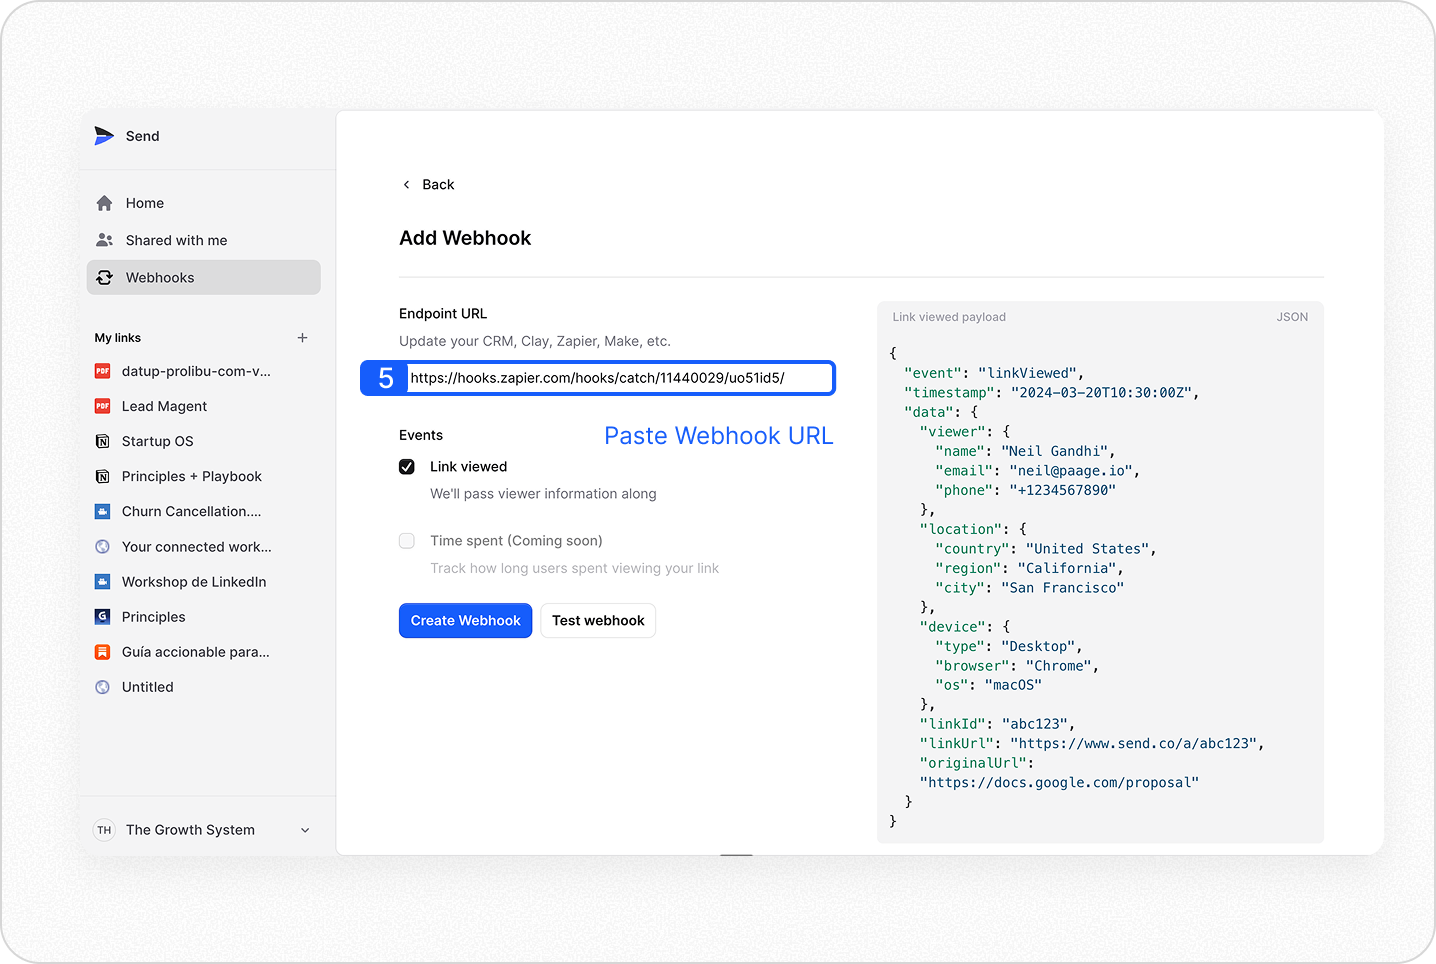 Send
Home
Shared with me
Webhooks
My links
PDF datup-prolibu-com-v...
PDF Lead Magent
Startup OS
Principles + Playbook
Churn Cancellation....
Your connected work...
Workshop de LinkedIn
G Principles
Guía accionable para...
Untitled
TH The Growth System
Back
Add Webhook
Endpoint URL
Update your CRM, Clay, Zapier, Make, etc.
5 https://hooks.zapier.com/hooks/catch/11440029/uo51id5/
Paste Webhook URL
Events
Link viewed
We'll pass viewer information along
Time spent (Coming soon)
Track how long users spent viewing your link
Create Webhook Test webhook
Link viewed payload JSON
{
"event": "linkViewed",
"timestamp": "2024-03-20T10:30:00Z",
"data": {
"viewer": {
"name": "Neil Gandhi",
"email": "neil@paage.io",
"phone": "+1234567890"
},
"location": {
"country": "United States",
"region": "California",
"city": "San Francisco"
},
"device": {
"type": "Desktop",
"browser": "Chrome",
"os": "macOS"
},
"linkId": "abc123",
"linkUrl": "https://www.send.co/a/abc123",
"originalUrl":
"https://docs.google.com/proposal"
}
}